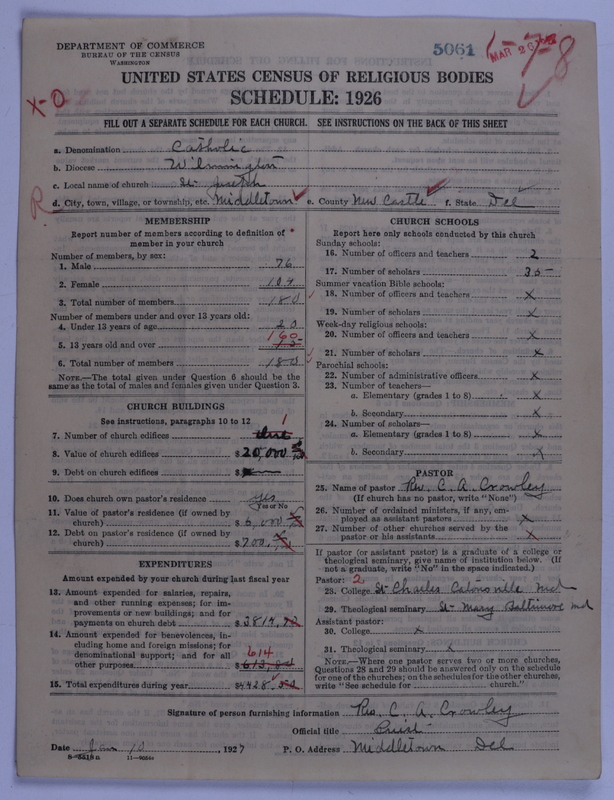 DEPARTMENT OF COMMERCE
BUREAU OF THE CENSUS
WASHINGTON
5061
MAR 26
X-0
UNITED STATES CENSUS OF RELIGIOUS BODIES
SCHEDULE: 1926
FILL OUT A SEPARATE SCHEDULE FOR EACH CHURCH. SEE INSTRUCTIONS ON THE BACK OF THIS SHEET
a. Denomination Catholic
b. Diocese Wilmington
c. Local name of church St. Joseph
R
d. City, town, village, or township, etc. Middletown e. County New Castle f. State Del
MEMBERSHIP
Report number of members according to definition of member in your church
Number of members, by sex:
1. Male 76
2. Female 104
3. Total number of members 180
Number of members under and over 13 years old:
4. Under 13 years of age 20
5. 13 years old and over 160
6. Total number of members 180
NOTE.—The total given under Question 6 should be the
same as the total of males and females given under Question 3.
CHURCH BUILDINGS
See instructions, paragraphs 10 to 12
7. Number of church edifices 1
8. Value of church edifices $20,000
9. Debt on church edifices $
10. Does church own pastor's residence yes
Yes or No
11. Value of pastor's residence (if owned by
church) $6,000
12. Debt on pastor's residence (if owned by
church) $700.
EXPENDITURES
Amount expended by your church during last fiscal year
13. Amount expended for salaries, repairs,
and other running expenses; for im-
provements or new buildings; and for
payments on church debt $3814.
14. Amount expended for benevolences, in-
cluding home and foreign missions; for
denominational support; and for all
other purposes 614 $613.84
15. Total expenditures during year $4428.
CHURCH SCHOOLS
Report here only schools conducted by this church
Sunday schools:
16. Number of officers and teachers 2
17. Number of scholars 35
Summer vacation Bible schools:
18. Number of officers and teachers x
19. Number of scholars x
Week-day religious schools:
20. Number of officers and teachers x
21. Number of scholars x
Parochial schools:
22. Number of administrative officers x
23. Number of teachers—
a. Elementary (grades 1 to 8) x
b. Secondary x
24. Number of scholars—
a. Elementary (grades 1 to 8) x
b. Secondary x
PASTOR
25. Name of pastor Rev. C. A. Crowley
(If church has no pastor, write "None")
26. Number of ordained ministers, if any, em-
ployed as assistant pastors x
27. Number of other churches served by the
pastor or his assistants x
If pastor (or assistant pastor) is a graduate of a college or
theological seminary, give name of institution below. (If
not a graduate, write "No" in the space indicated.)
Pastor: 2
28. College St Charles Catonsville Md
29. Theological seminary St. Mary Baltimore md
Assistant pastor:
30. College x
31. Theological seminary x
NOTE.—Where one pastor serves two or more churches,
Questions 28 and 29 should be answered only on the schedule
for one of the churches; on the schedules for the other churches,
write "See schedule for church."
Signature of person furnishing information Rev. C. A. Crowley
Official title Priest
Date Jan 10, 1927 P. O. Address Middletown Del